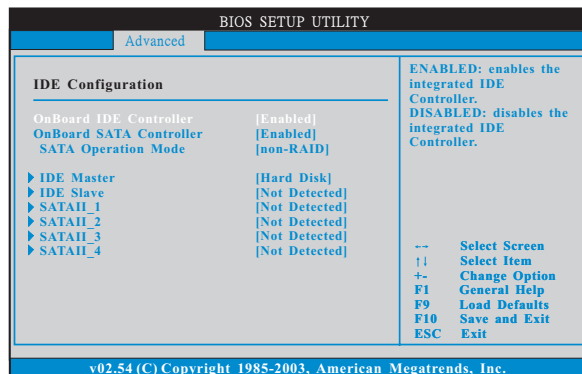 BIOS SETUP UTILITY
Advanced
IDE Configuration
OnBoard IDE Controller [Enabled]
OnBoard SATA Controller [Enabled]
SATA Operation Mode [non-RAID]
IDE Master [Hard Disk]
IDE Slave [Not Detected]
SATAII_1 [Not Detected]
SATAII_2 [Not Detected]
SATAII_3 [Not Detected]
SATAII_4 [Not Detected]
ENABLED: enables the
integrated IDE
Controller.
DISABLED: disables the
integrated IDE
Controller.
←→ Select Screen
↑↓ Select Item
+- Change Option
F1 General Help
F9 Load Defaults
F10 Save and Exit
ESC Exit
v02.54 (C) Copyright 1985-2003, American Megatrends, Inc.